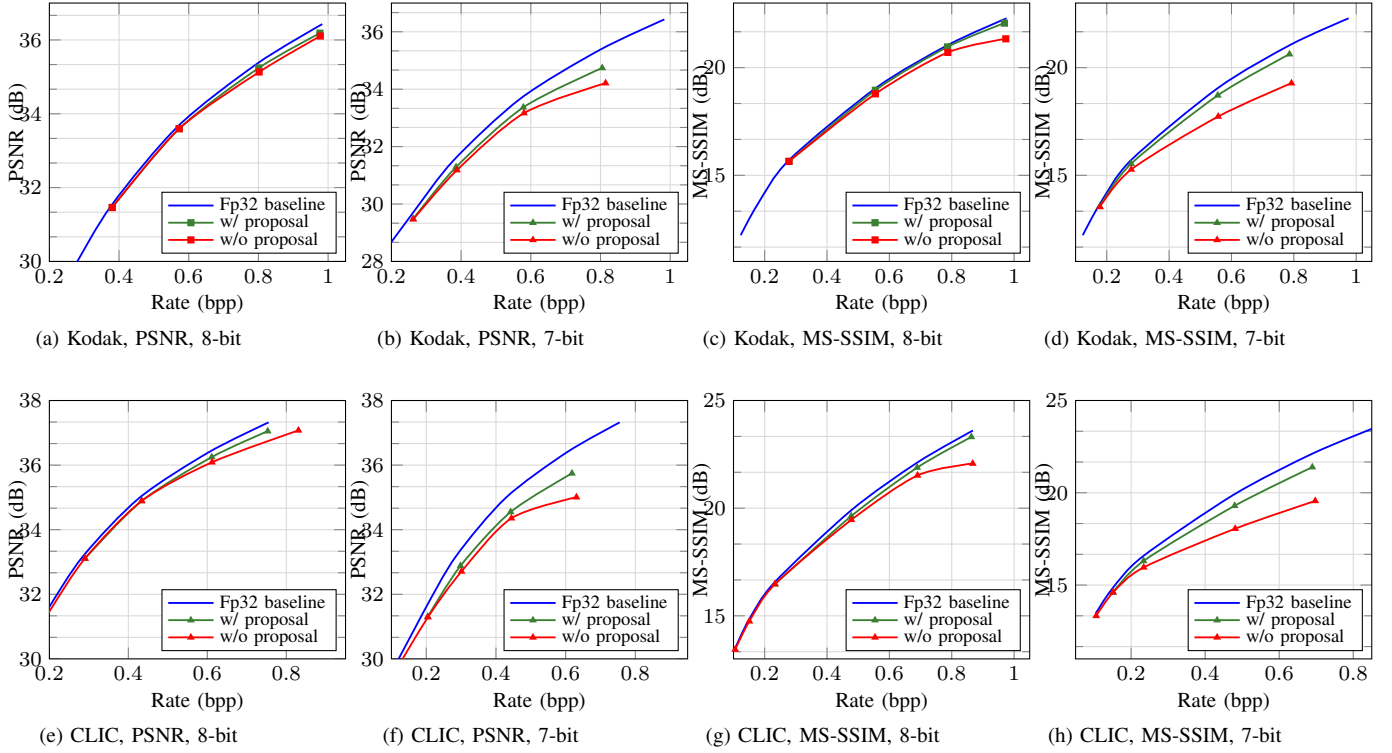 PSNR (dB)
36
34
32
30
0.2
0.4
0.6
0.8
1
Rate (bpp)
Fp32 baseline
w/ proposal
w/o proposal
(a) Kodak, PSNR, 8-bit
PSNR (dB)
36
34
32
30
28
0.2
0.4
0.6
0.8
1
Rate (bpp)
Fp32 baseline
w/ proposal
w/o proposal
(b) Kodak, PSNR, 7-bit
MS-SSIM (dB)
20
15
0.2
0.4
0.6
0.8
1
Rate (bpp)
Fp32 baseline
w/ proposal
w/o proposal
(c) Kodak, MS-SSIM, 8-bit
MS-SSIM (dB)
20
15
0.2
0.4
0.6
0.8
1
Rate (bpp)
Fp32 baseline
w/ proposal
w/o proposal
(d) Kodak, MS-SSIM, 7-bit
PSNR (dB)
38
36
34
32
30
0.2
0.4
0.6
0.8
Rate (bpp)
Fp32 baseline
w/ proposal
w/o proposal
(e) CLIC, PSNR, 8-bit
PSNR (dB)
38
36
34
32
30
0.2
0.4
0.6
0.8
Rate (bpp)
Fp32 baseline
w/ proposal
w/o proposal
(f) CLIC, PSNR, 7-bit
MS-SSIM (dB)
25
20
15
0.2
0.4
0.6
0.8
1
Rate (bpp)
Fp32 baseline
w/ proposal
w/o proposal
(g) CLIC, MS-SSIM, 8-bit
MS-SSIM (dB)
25
20
15
0.2
0.4
0.6
0.8
Rate (bpp)
Fp32 baseline
w/ proposal
w/o proposal
(h) CLIC, MS-SSIM, 7-bit